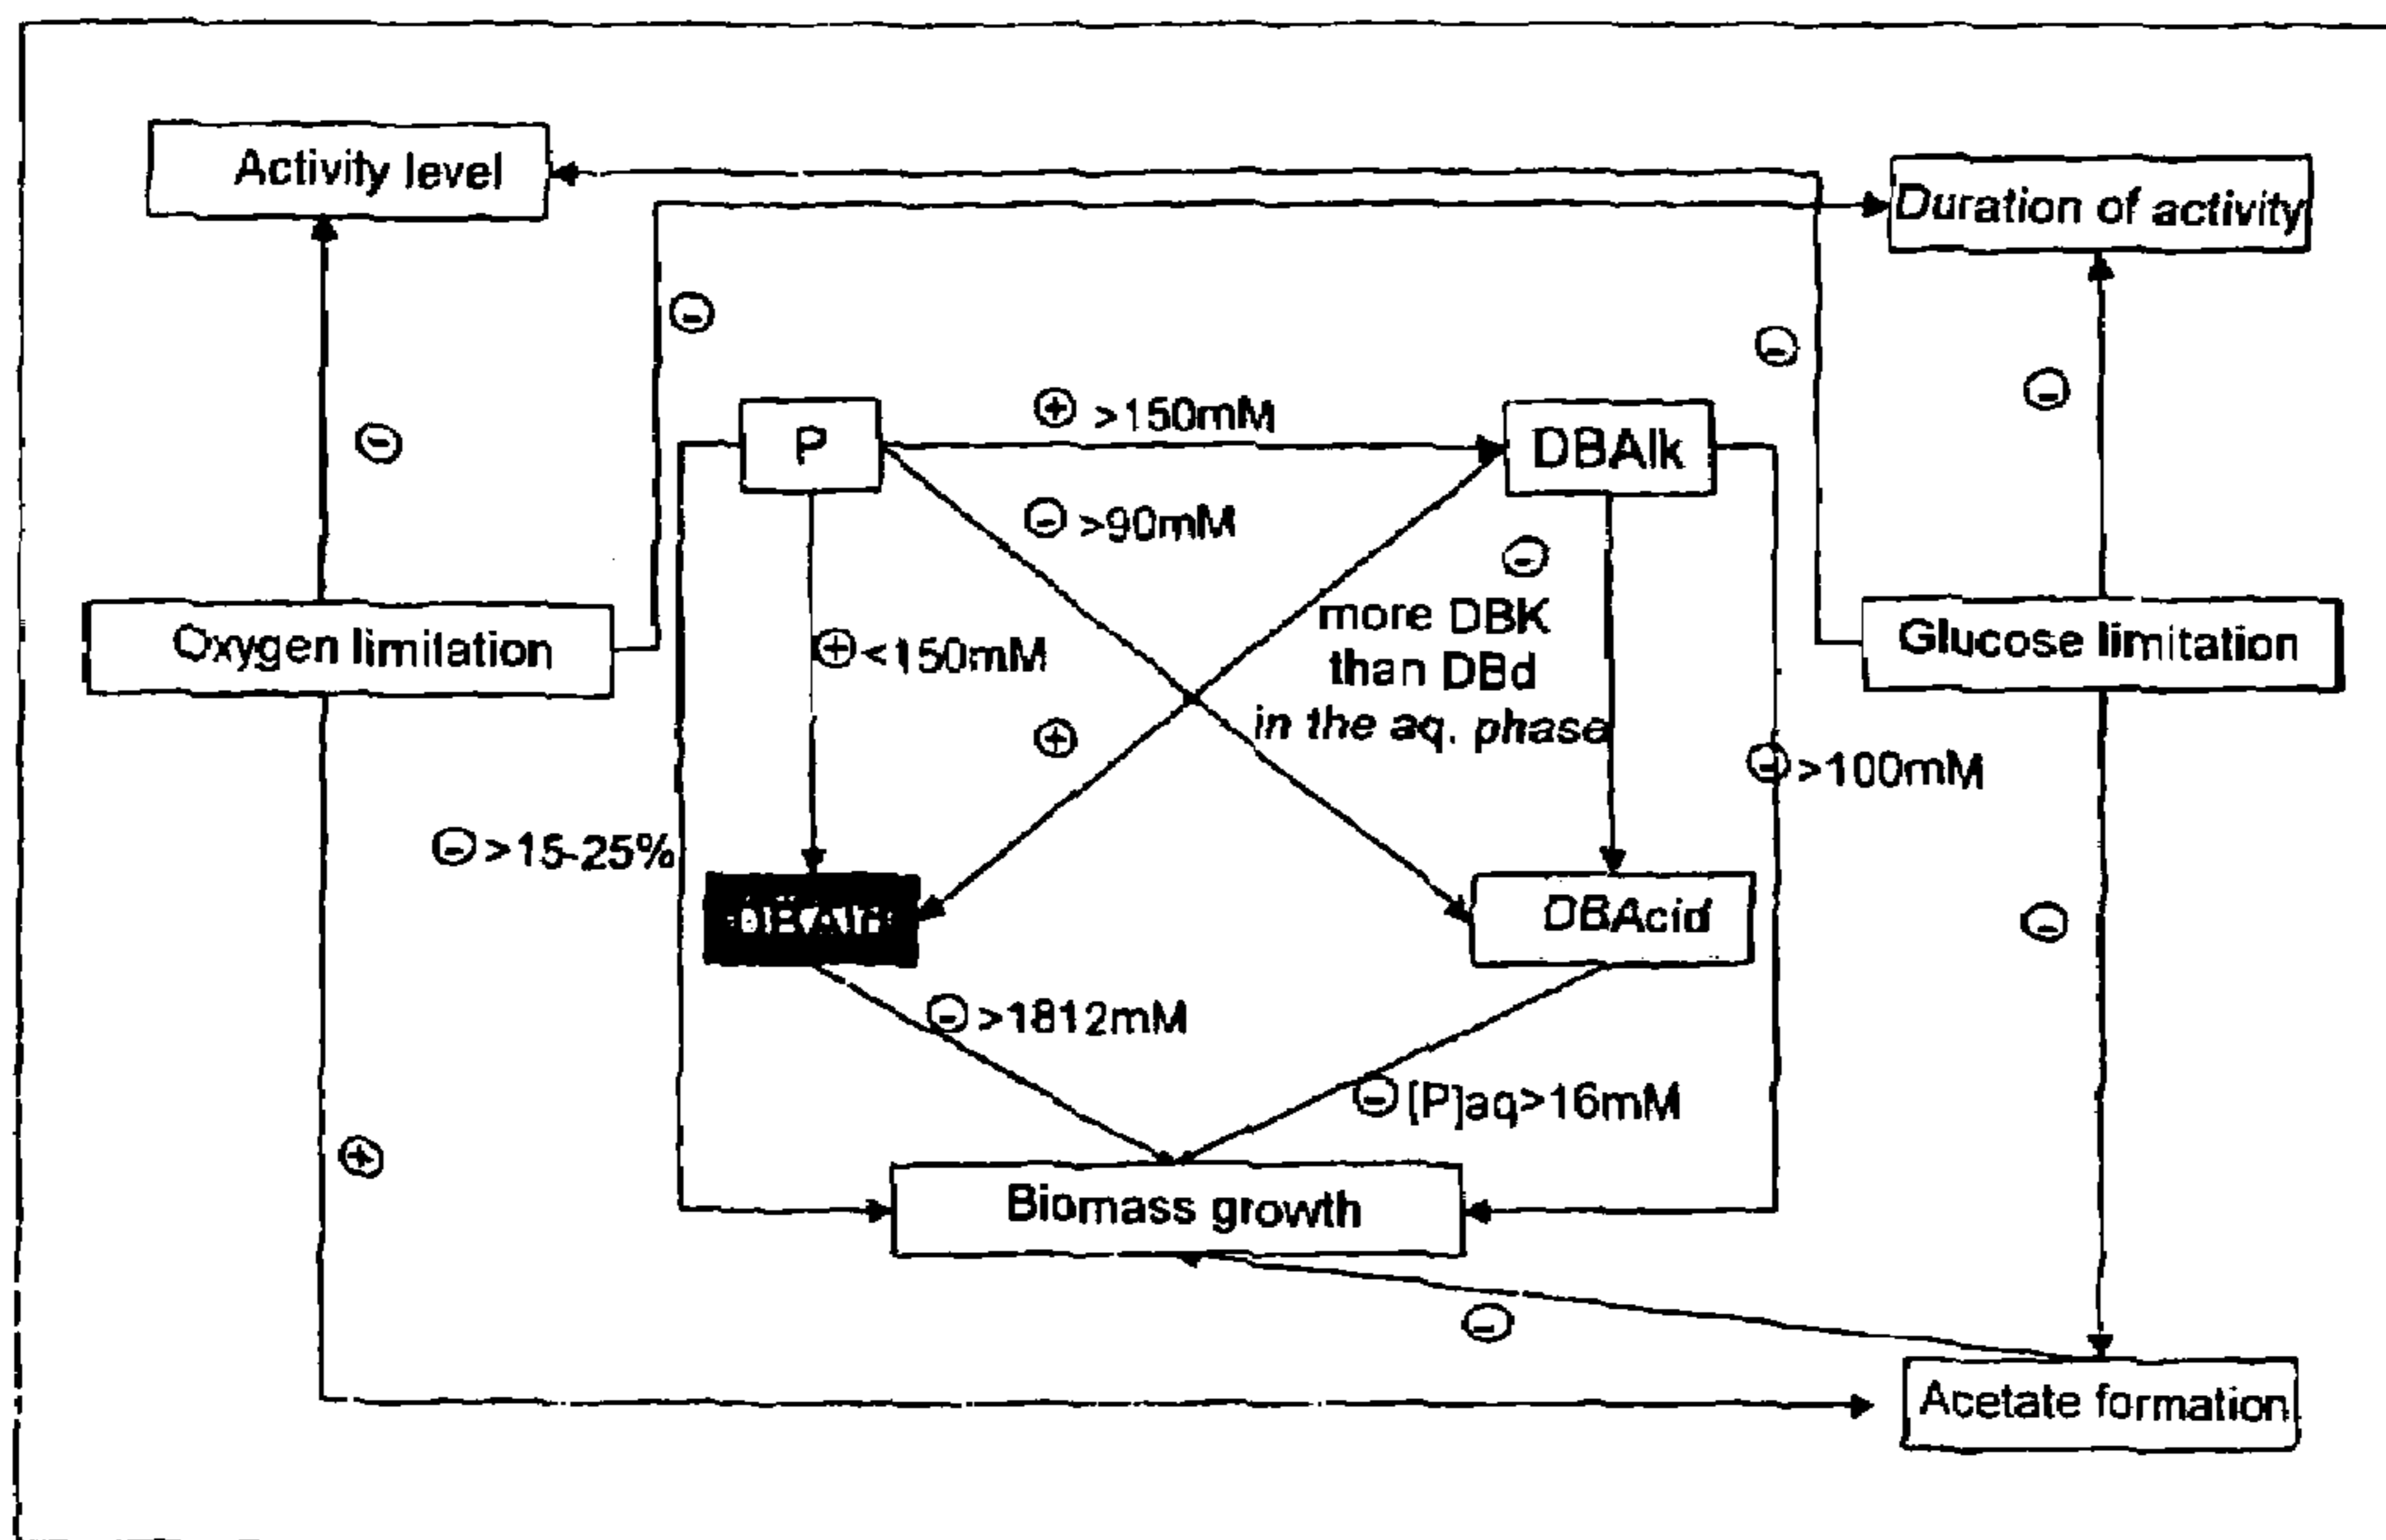 Activity level
Duration of activity
⊖
⊖
⊖
⊖
P
⊕ >150mM
DBAlk
⊖ >90mM
⊖
Oxygen limitation
⊕ <150mM
more DBK
than DBd
in the aq. phase
Glucose limitation
⊕
⊖ >100mM
⊖ >15-25%
DBAcid
⊖
⊖ >1812mM
⊖ [P]aq>16mM
⊕
Biomass growth
⊖
Acetate formation